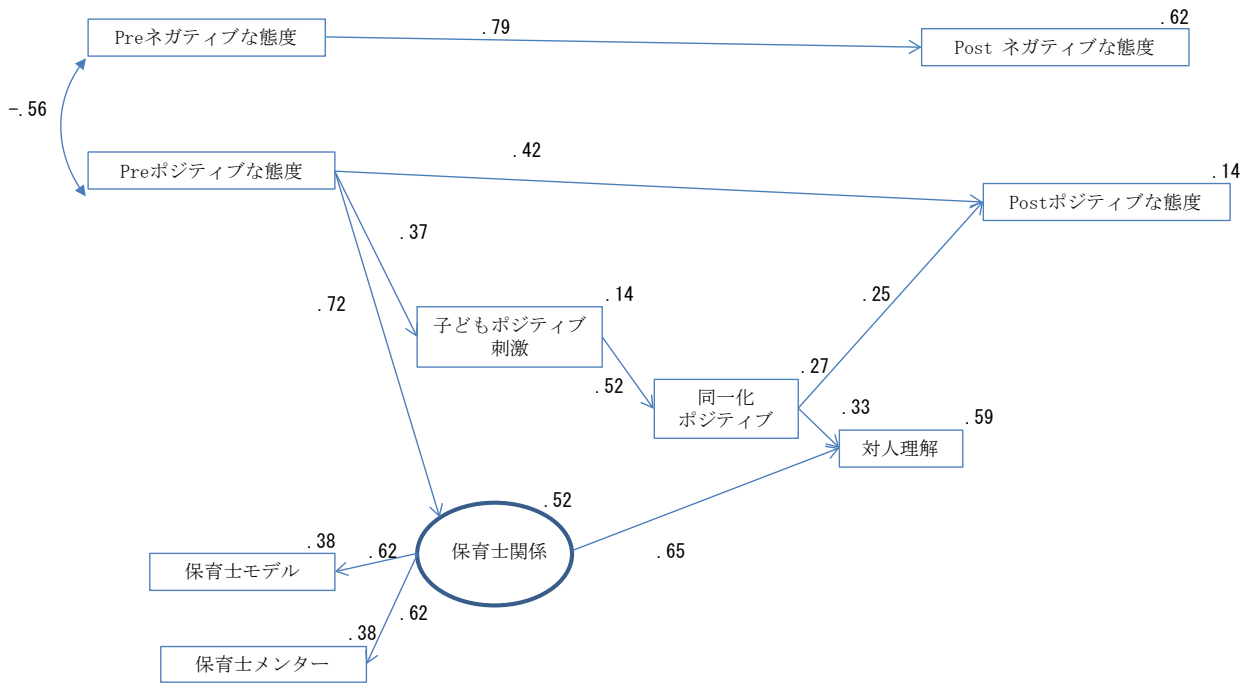 Preネガティブな態度
.79
.62
Post ネガティブな態度
-.56
Preポジティブな態度
.42
.14
Postポジティブな態度
.37
.72
.25
.14
子どもポジティブ
刺激
.52
.27
同一化
ポジティブ
.33
.59
対人理解
.52
保育士関係
.65
.38
.62
保育士モデル
.62
.38
保育士メンター